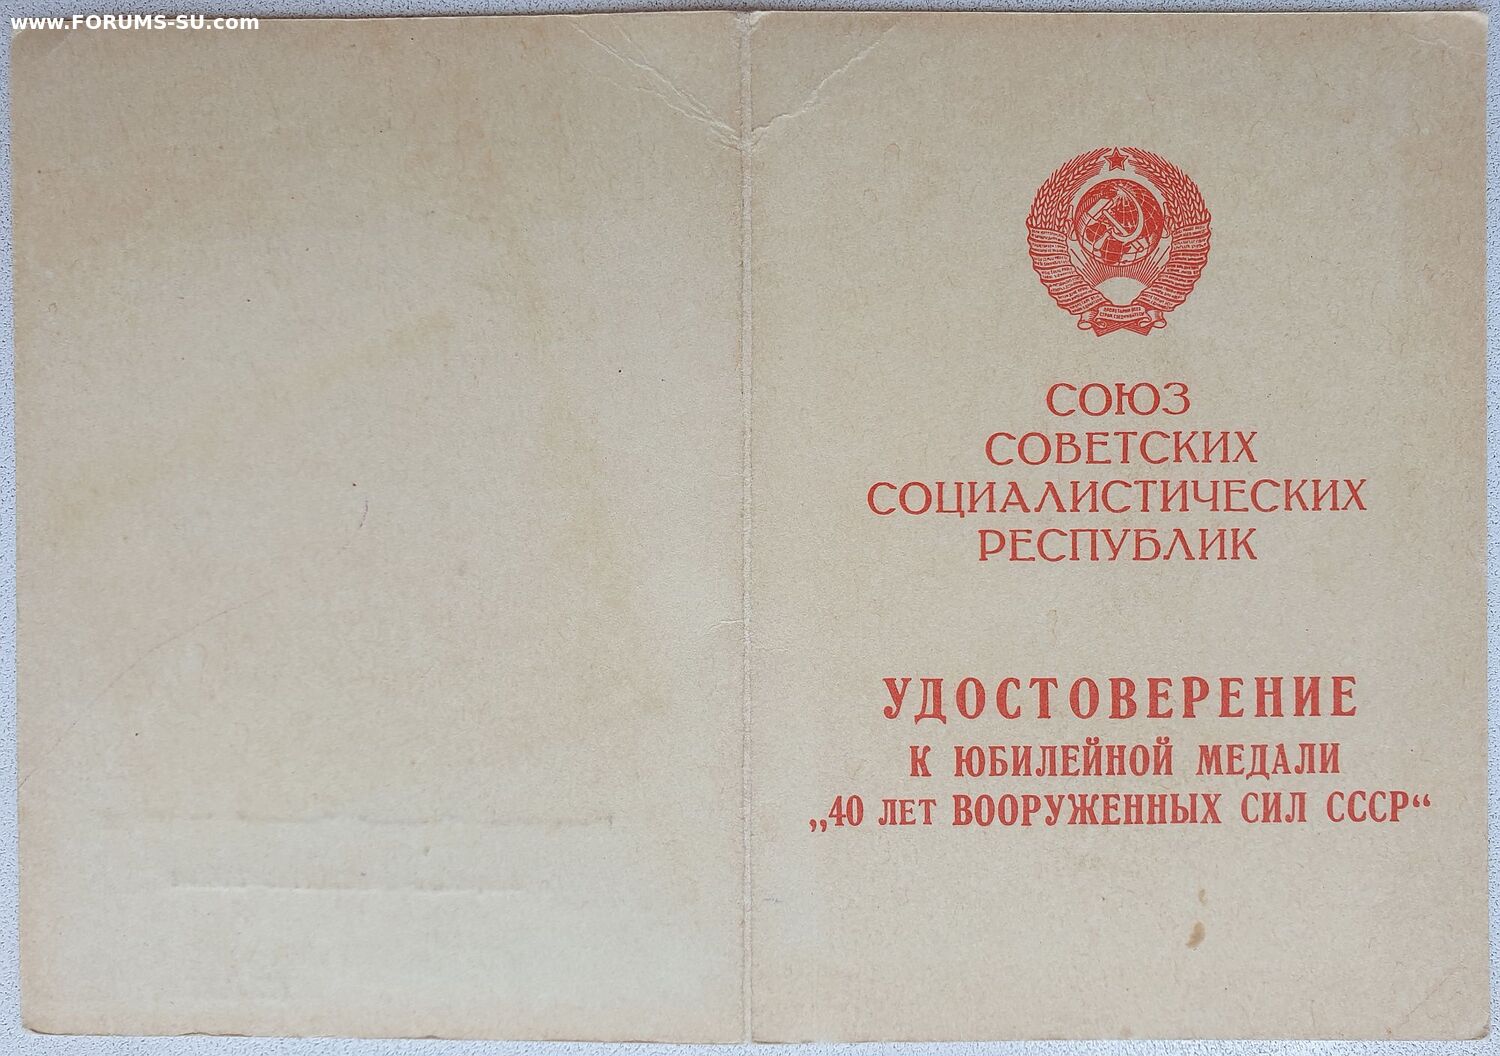 www.FORUMS-SU.com
СОЮЗ
СОВЕТСКИХ
СОЦИАЛИСТИЧЕСКИХ
РЕСПУБЛИК
УДОСТОВЕРЕНИЕ
К ЮБИЛЕЙНОЙ МЕДАЛИ
„40 ЛЕТ ВООРУЖЕННЫХ СИЛ СССР“